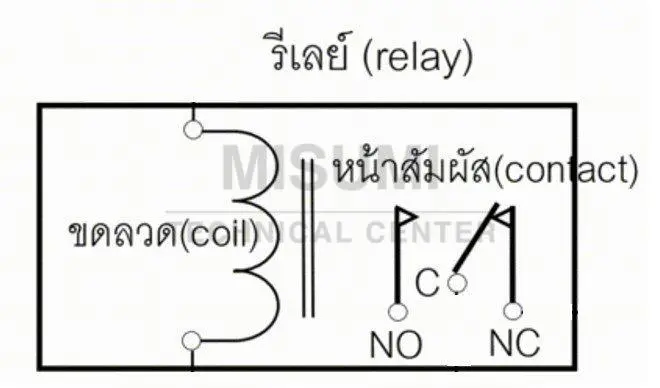 รีเลย์ (relay)
หน้าสัมผัส(contact)
MISUMI
ขดลวด(coil)
TECHNICAL CENTER
C
NO
NC